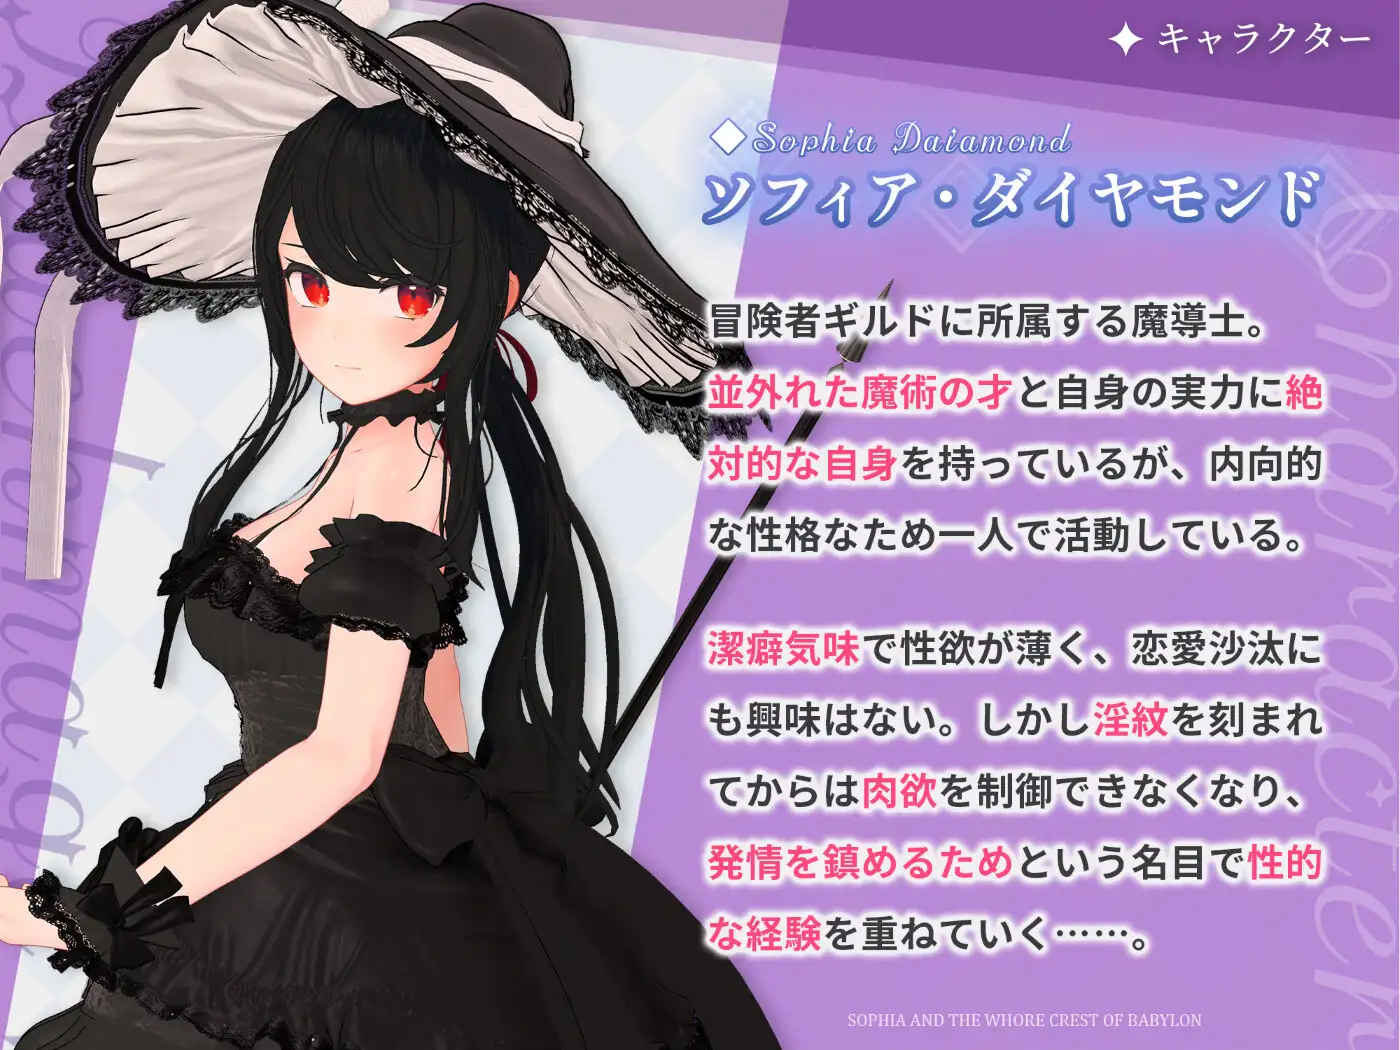 キャラクター
Sophia Daiamond
ソフィア・ダイヤモンド
冒険者ギルドに所属する魔導士。
並外れた魔術の才と自身の実力に絶
対的な自身を持っているが、内向的
な性格なため一人で活動している。
潔癖気味で性欲が薄く、恋愛沙汰に
も興味はない。しかし淫紋を刻まれ
てからは肉欲を制御できなくなり、
発情を鎮めるためという名目で性的
な経験を重ねていく……。
SOPHIA AND THE WHORE CREST OF BABYLON